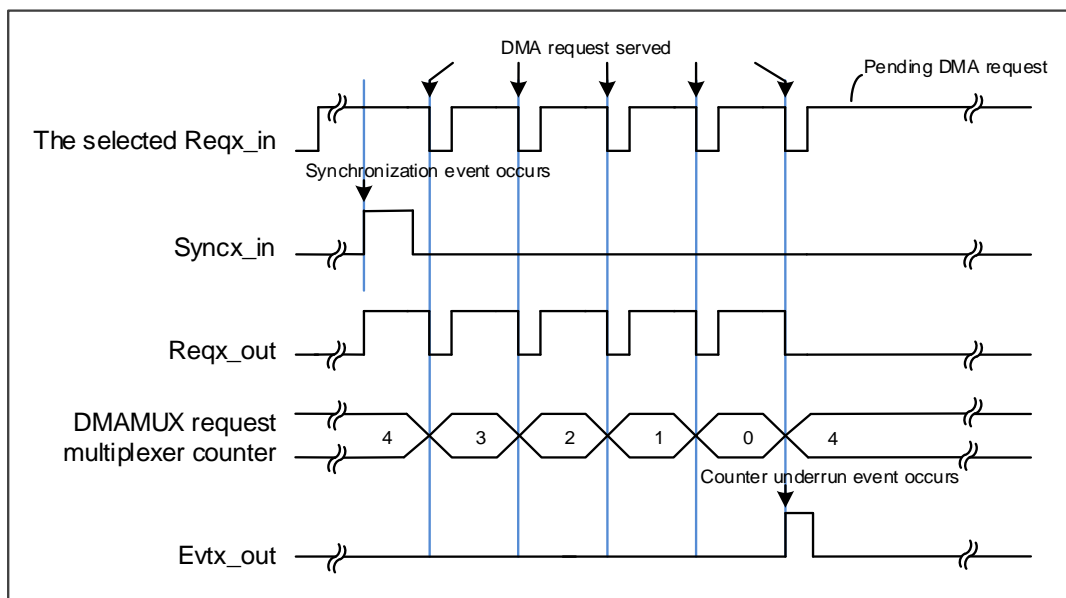 DMA request served
Pending DMA request
The selected Reqx_in
Synchronization event occurs
Syncx_in
Reqx_out
DMAMUX request
multiplexer counter
4 3 2 1 0 4
Counter underrun event occurs
Evtx_out